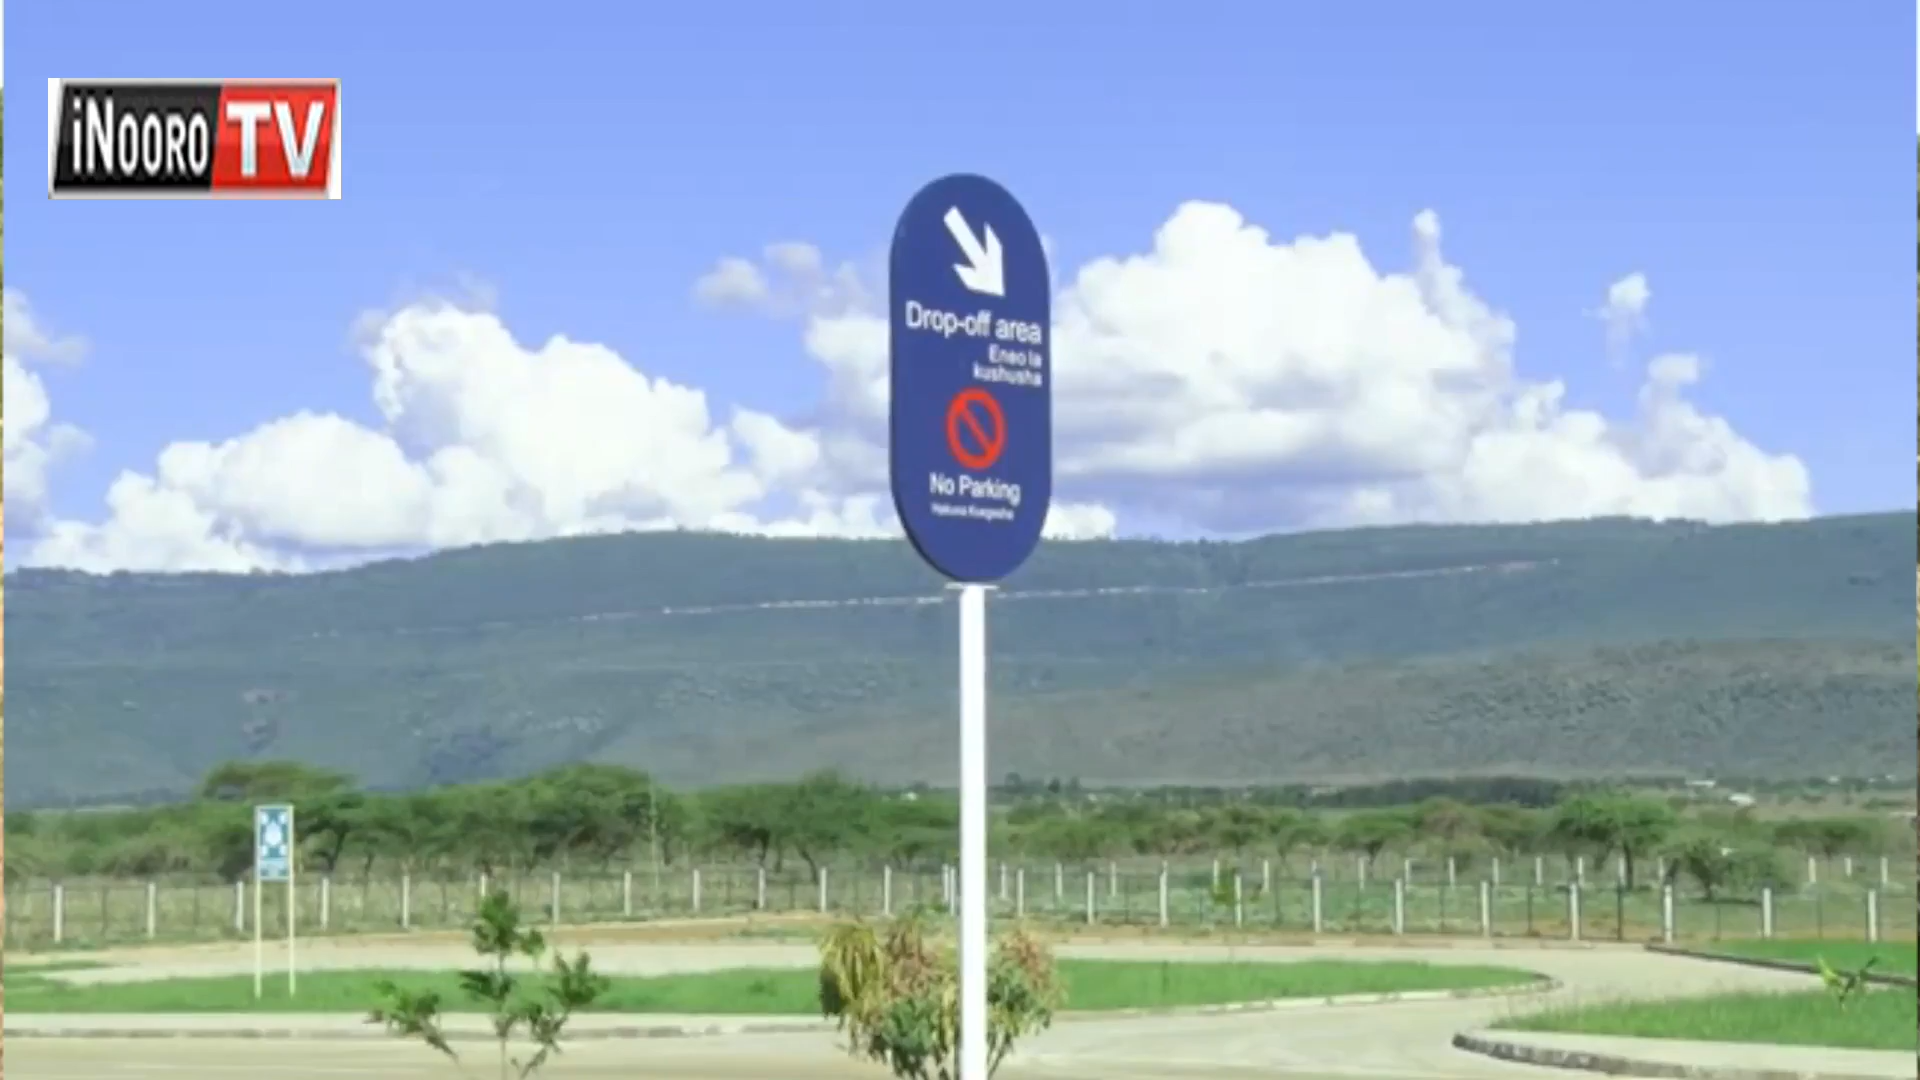 iNOORO TV
Drop-off area
Eneo la
kushusha
No Parking
Hakuna Kuegesha